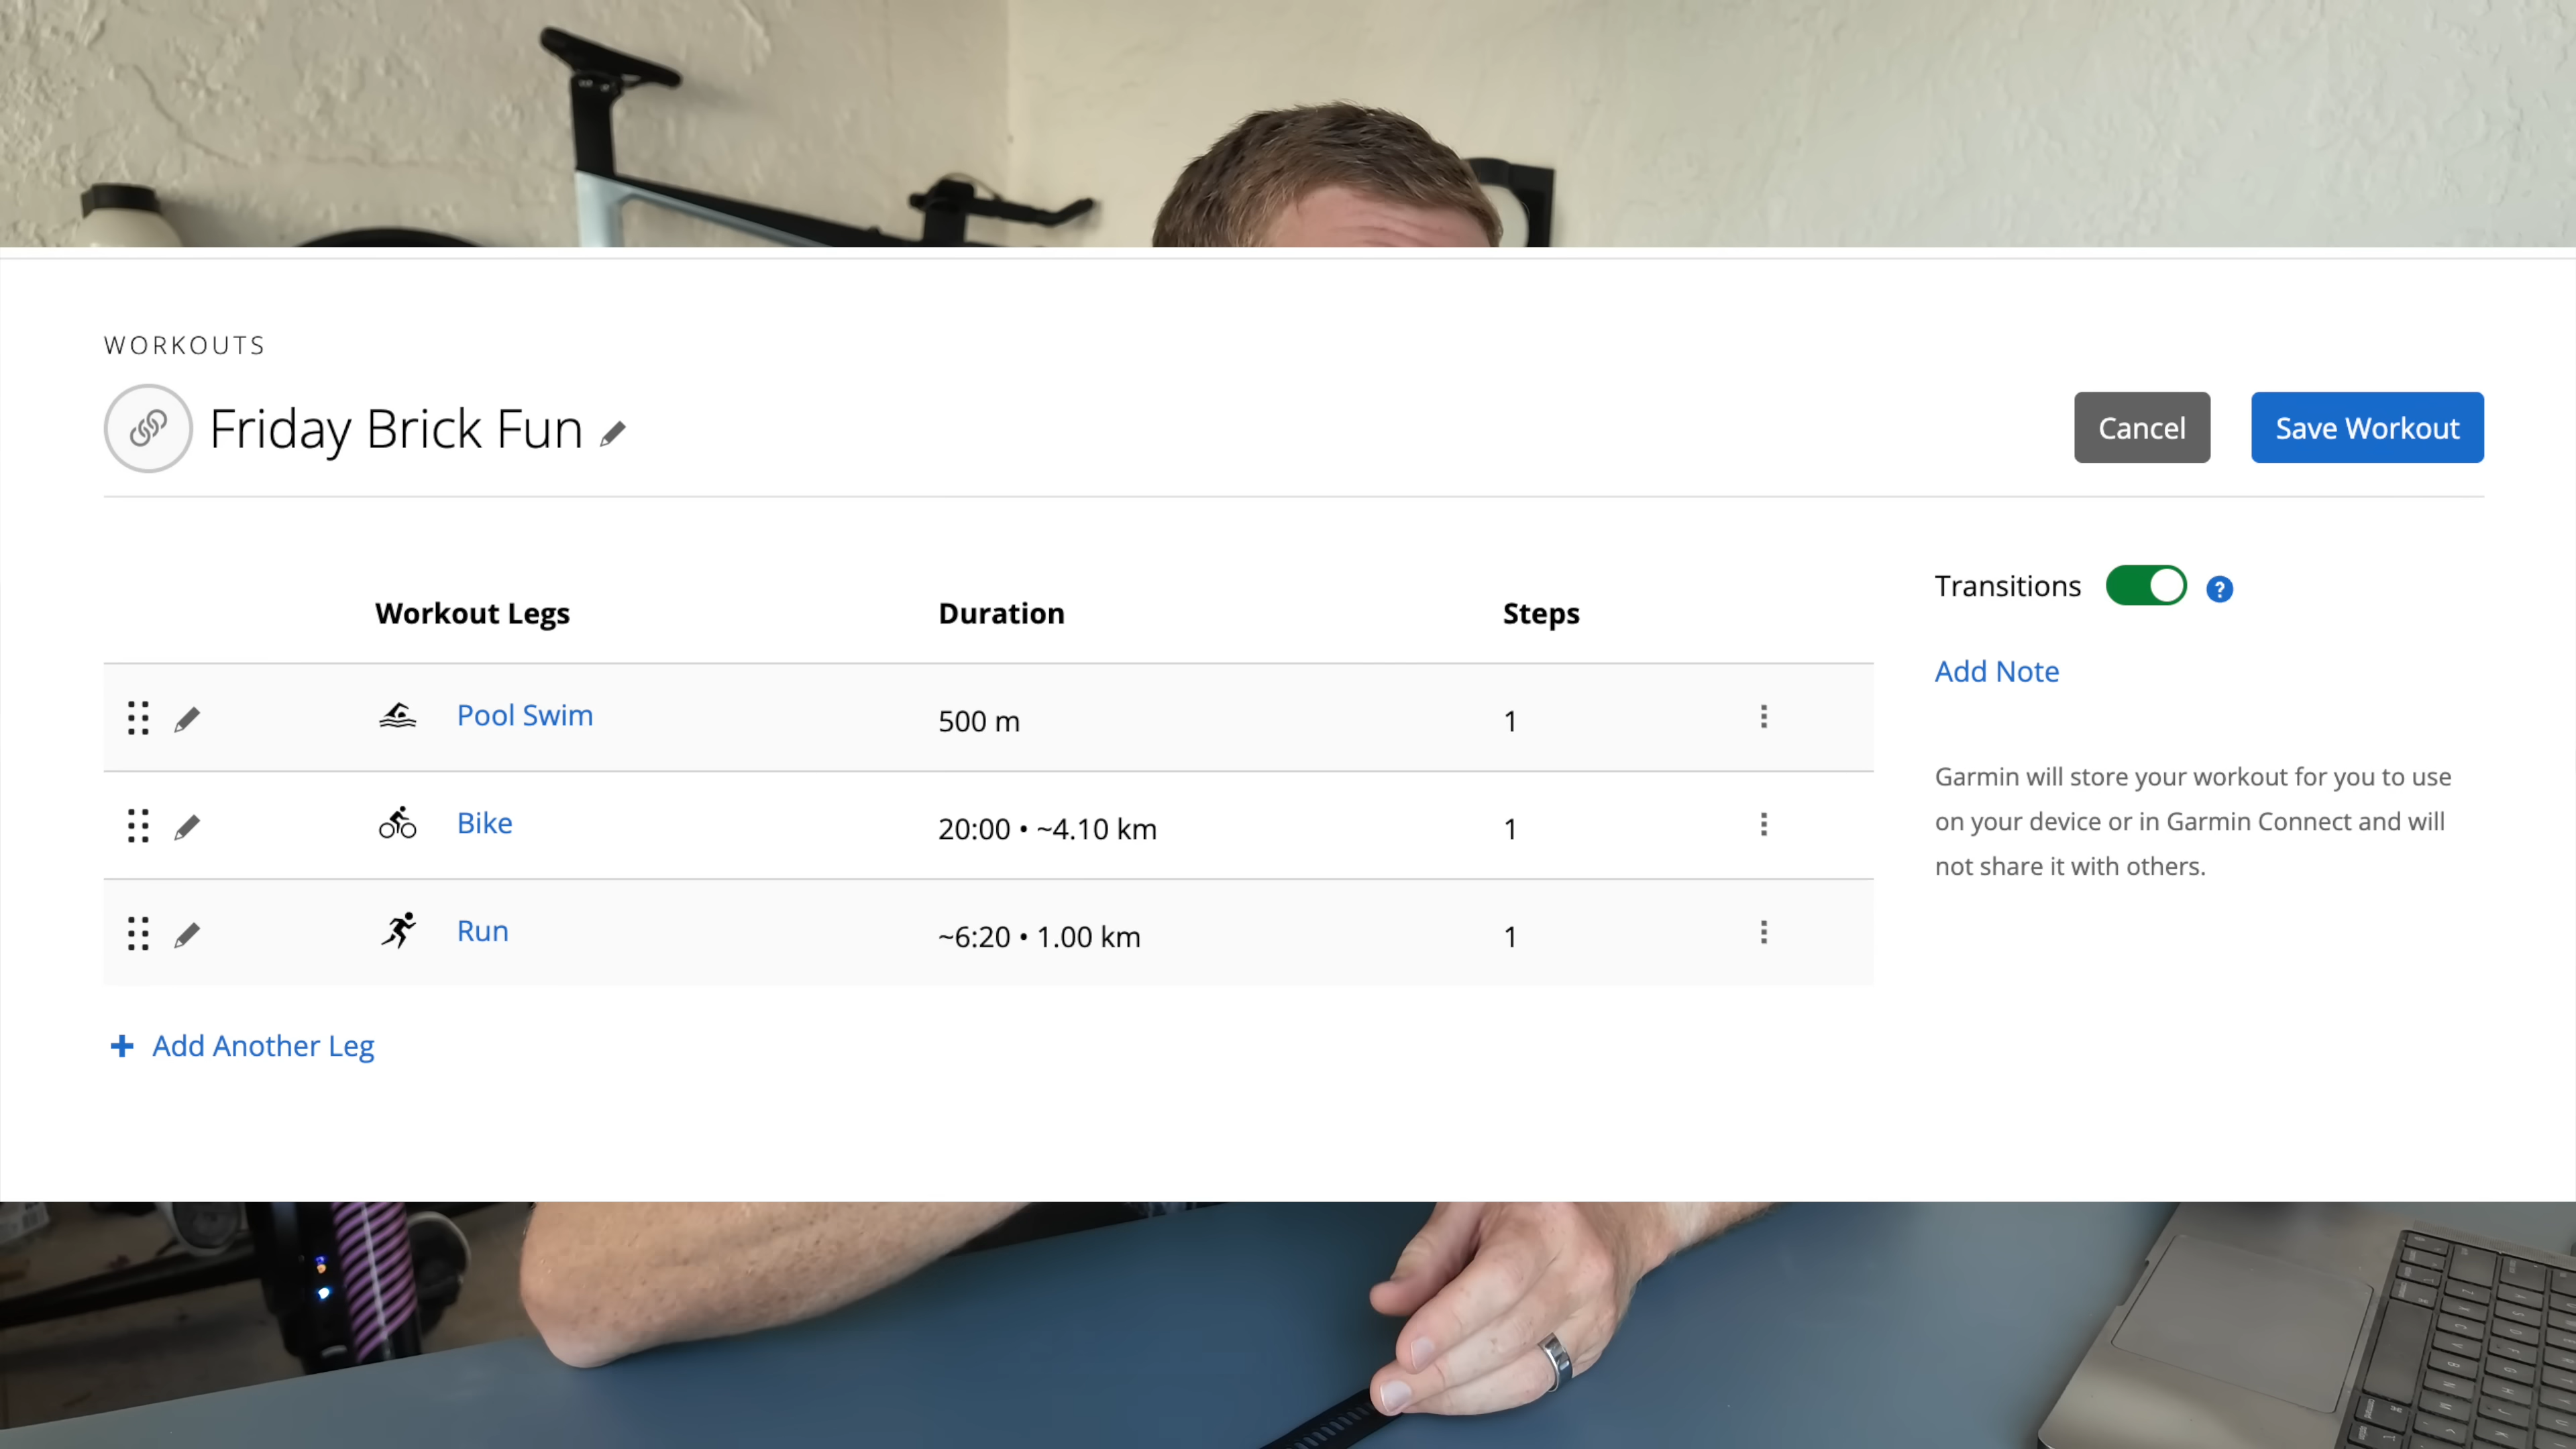 WORKOUTS
Friday Brick Fun
Cancel
Save Workout
Workout Legs
Duration
Steps
Transitions
?
Add Note
Pool Swim
500 m
1
Bike
20:00 • ~4.10 km
1
Run
~6:20 • 1.00 km
1
Garmin will store your workout for you to use
on your device or in Garmin Connect and will
not share it with others.
+ Add Another Leg